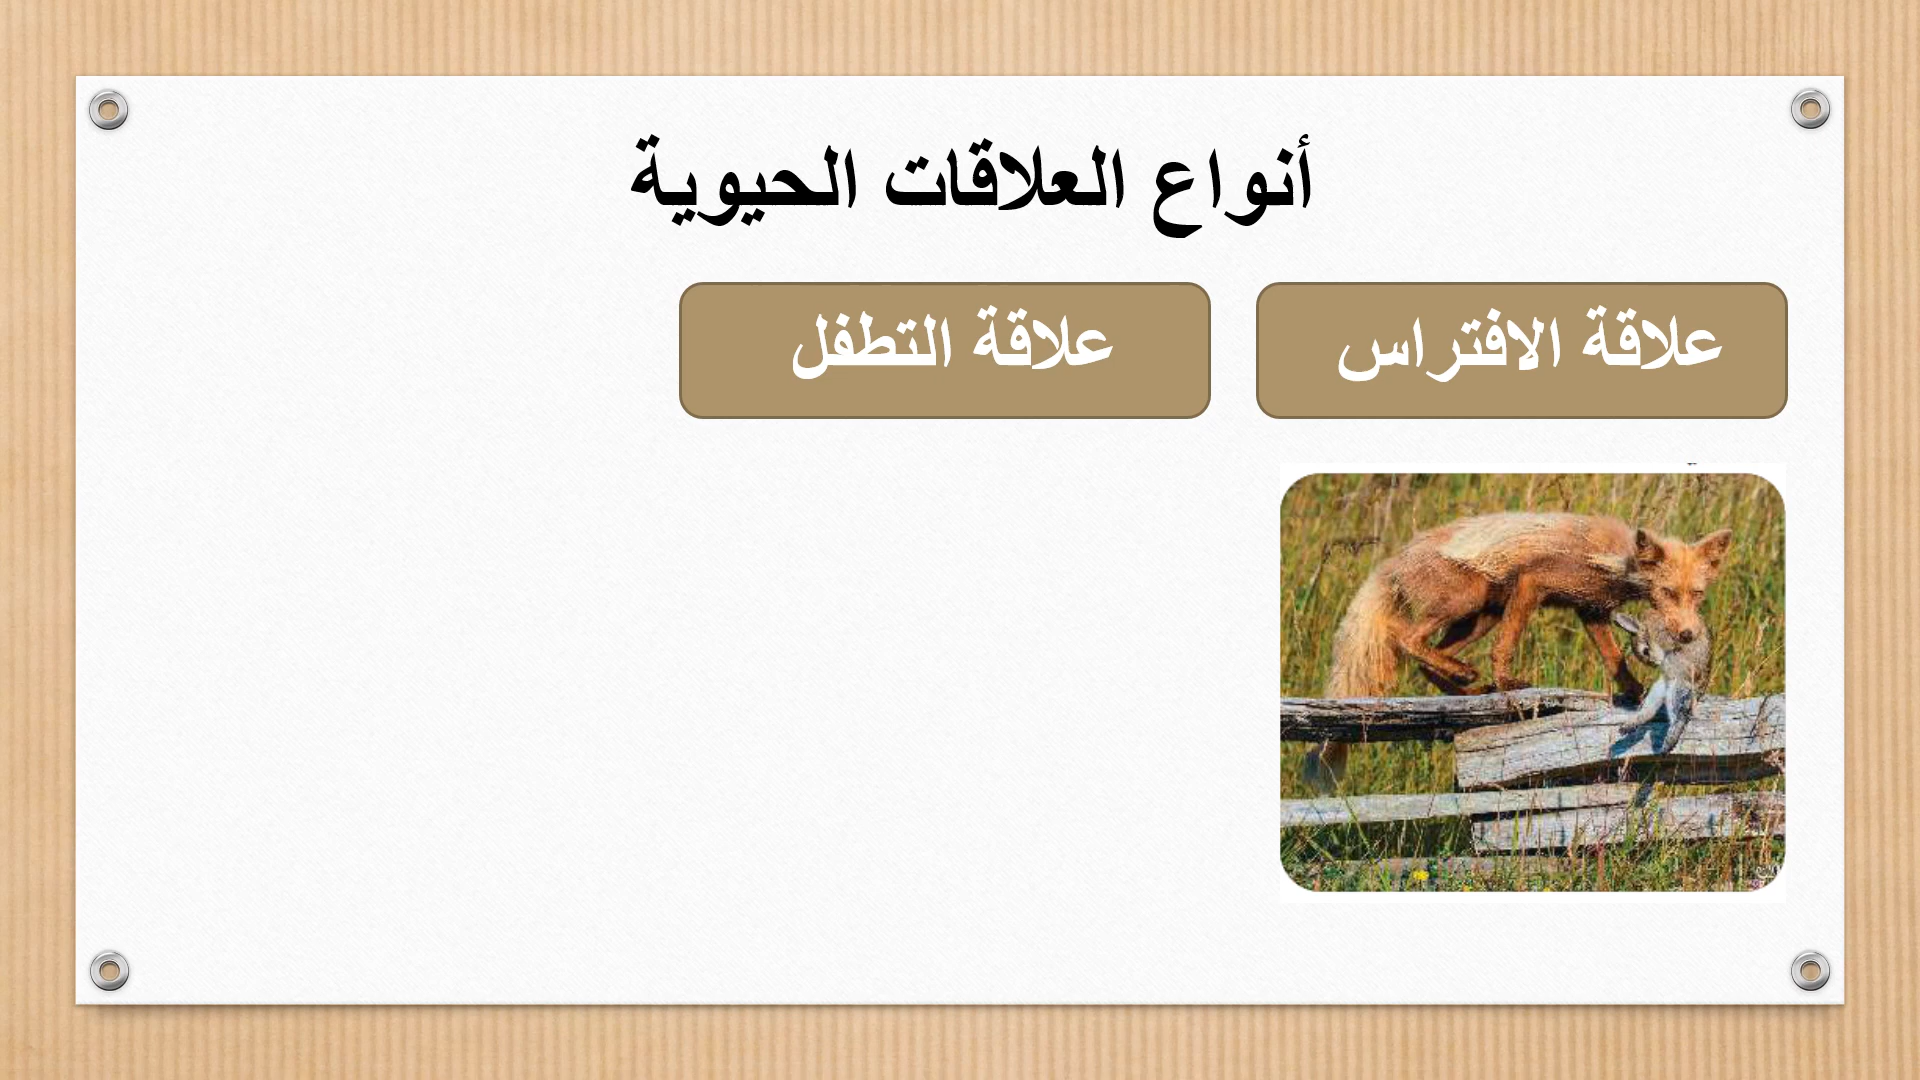 أنواع العلاقات الحيوية
علاقة الافتراس
علاقة التطفل